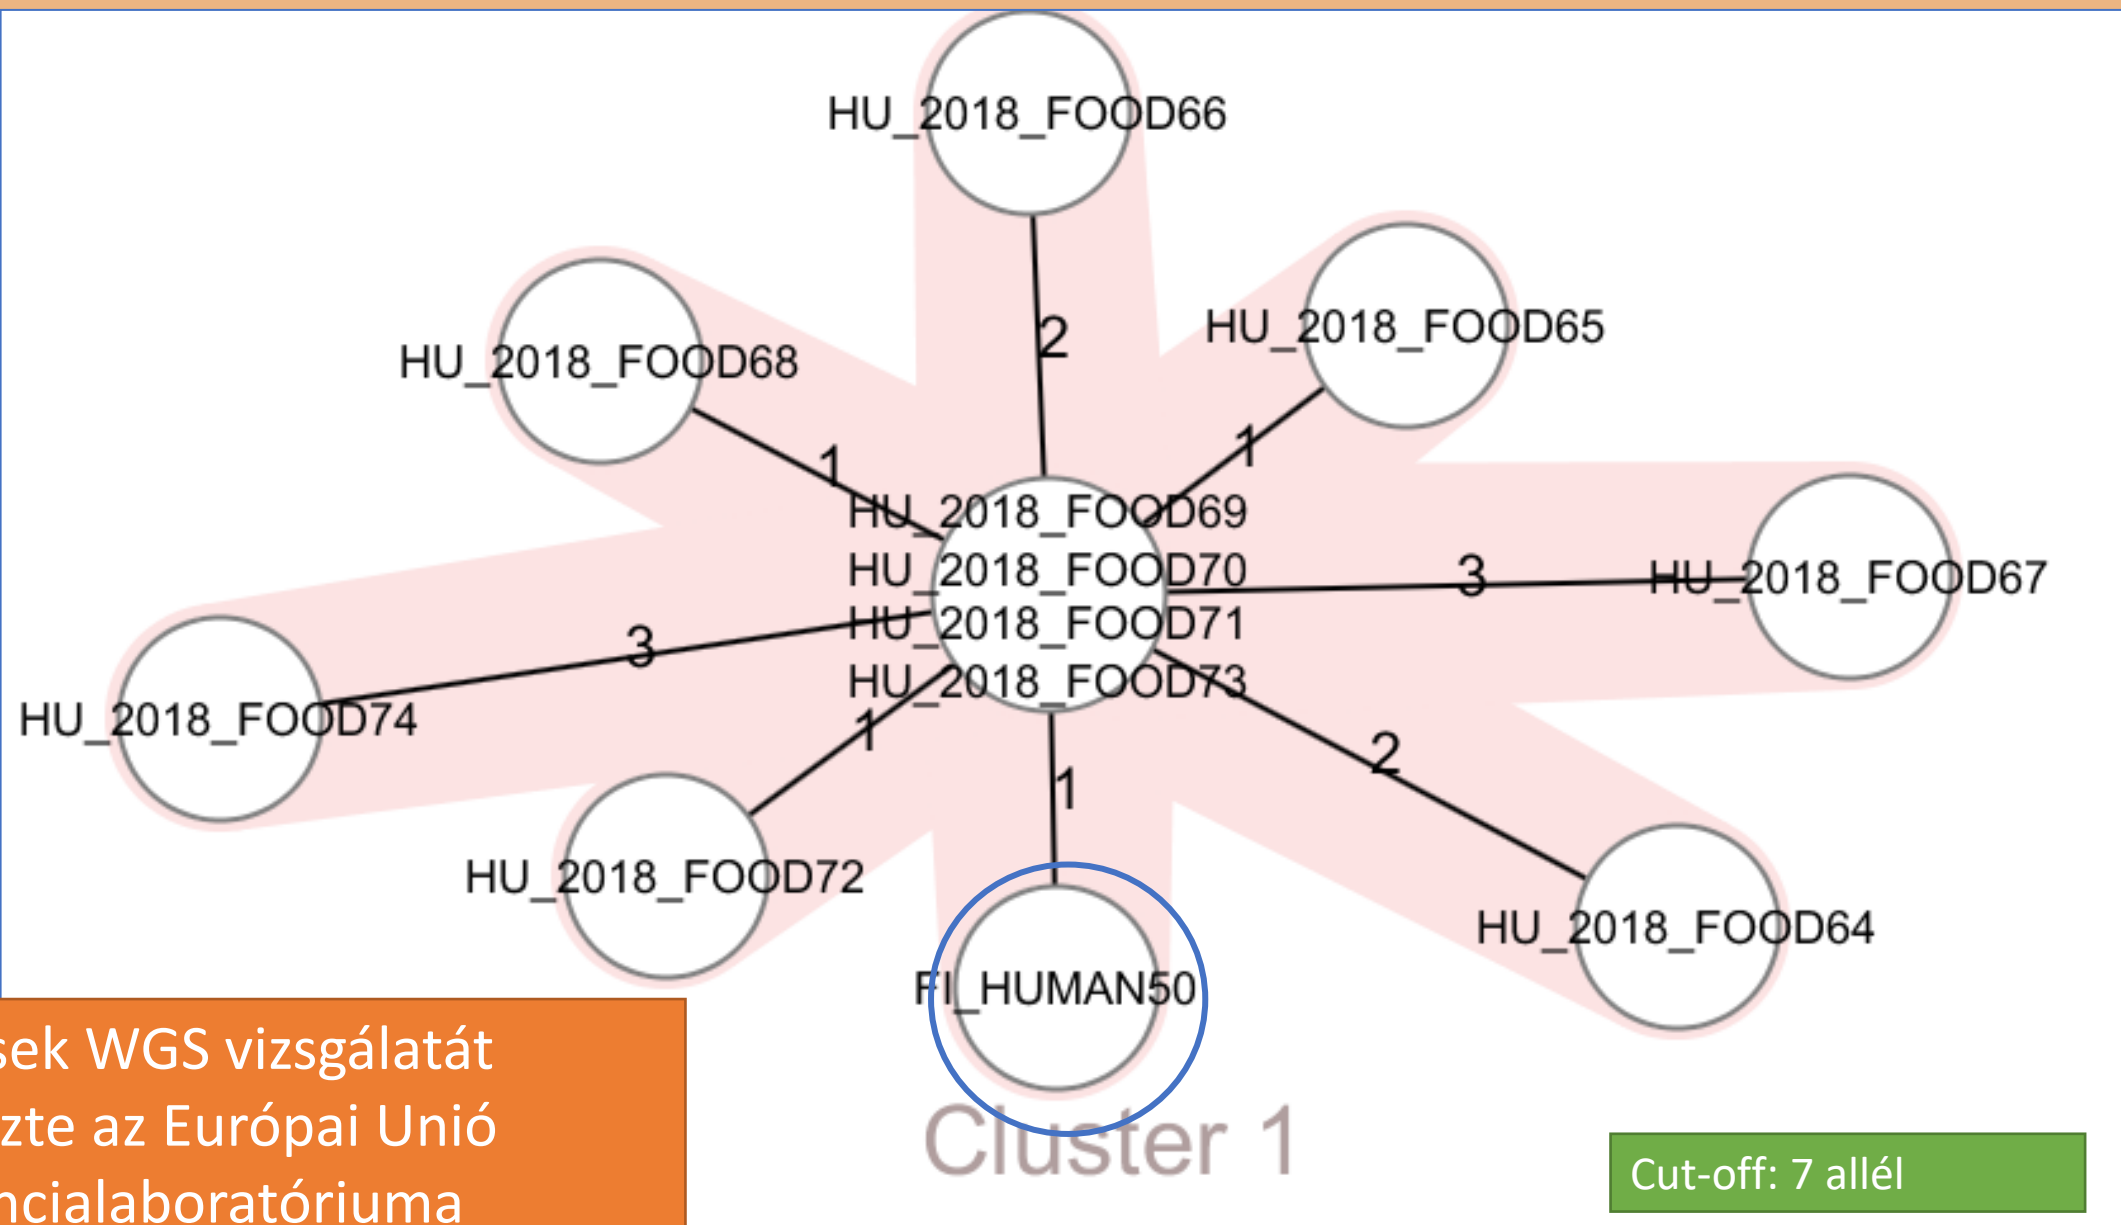 HU_2018_FOOD66
HU_2018_FOOD65
HU_2018_FOOD68
2
1
1
HU_2018_FOOD69
HU_2018_FOOD70
HU_2018_FOOD71
HU_2018_FOOD73
3
HU_2018_FOOD67
3
HU_2018_FOOD74
1
1
2
HU_2018_FOOD72
HU_2018_FOOD64
FI_HUMAN50
Cluster 1
sek WGS vizsgálatát
zte az Európai Unió
ncialaboratóriuma
Cut-off: 7 allél